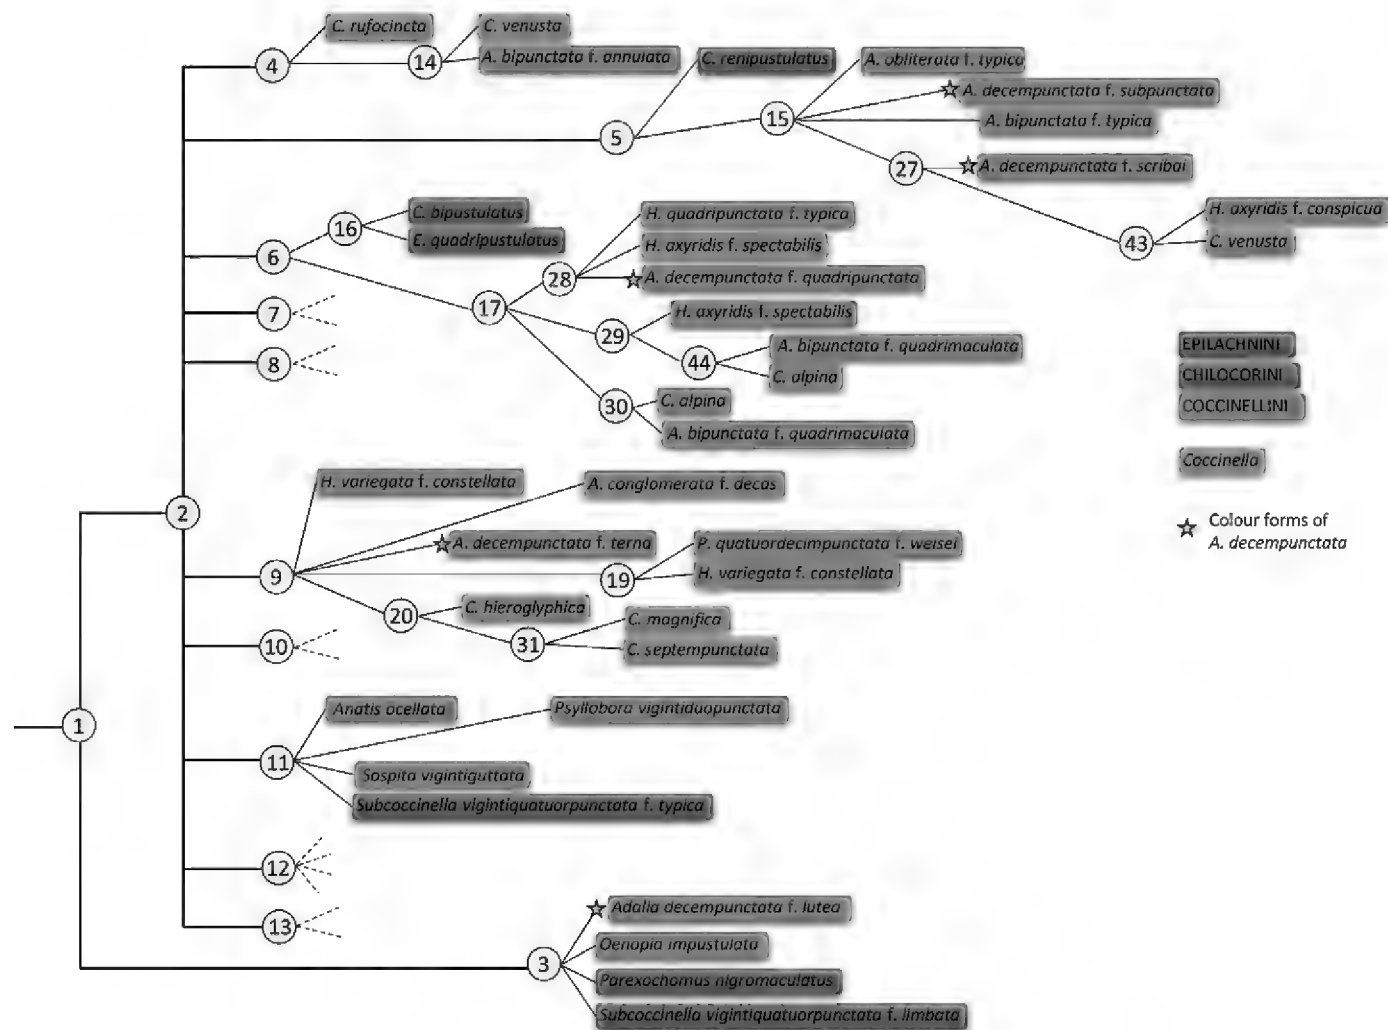 C. rufocincta
4
14
C. venusta
A. bipunctata f. annulata
C. renipustulatus
5
15
A. obliterata f. typica
A. decempunctata f. subpunctata
A. bipunctata f. typica
27
A. decempunctata f. scribai
43
H. axyridis f. conspicua
C. venusta
6
16
C. bipustulatus
E. quadripustulatus
17
28
H. quadripunctata f. typica
H. axyridis f. spectabilis
A. decempunctata f. quadripunctata
29
H. axyridis f. spectabilis
44
A. bipunctata f. quadrimaculata
C. alpina
30
C. alpina
A. bipunctata f. quadrimaculata
7
8
EPILACHNINI
CHILOCORINI
COCCINELLINI
Coccinella
Colour forms of
A. decempunctata
2
9
H. variegata f. constellata
A. conglomerata f. decas
A. decempunctata f. terna
19
P. quatuordecimpunctata f. weisei
H. variegata f. constellata
20
C. hieroglyphica
31
C. magnifica
C. septempunctata
10
1
11
Anatis ocellata
Psyllobora vigintiduopunctata
Sospita vigintiguttata
Subcoccinella vigintiquatuorpunctata f. typica
12
13
3
Adalia decempunctata f. lutea
Oenopia impustulata
Parexochomus nigromaculatus
Subcoccinella vigintiquatuorpunctata f. limbata